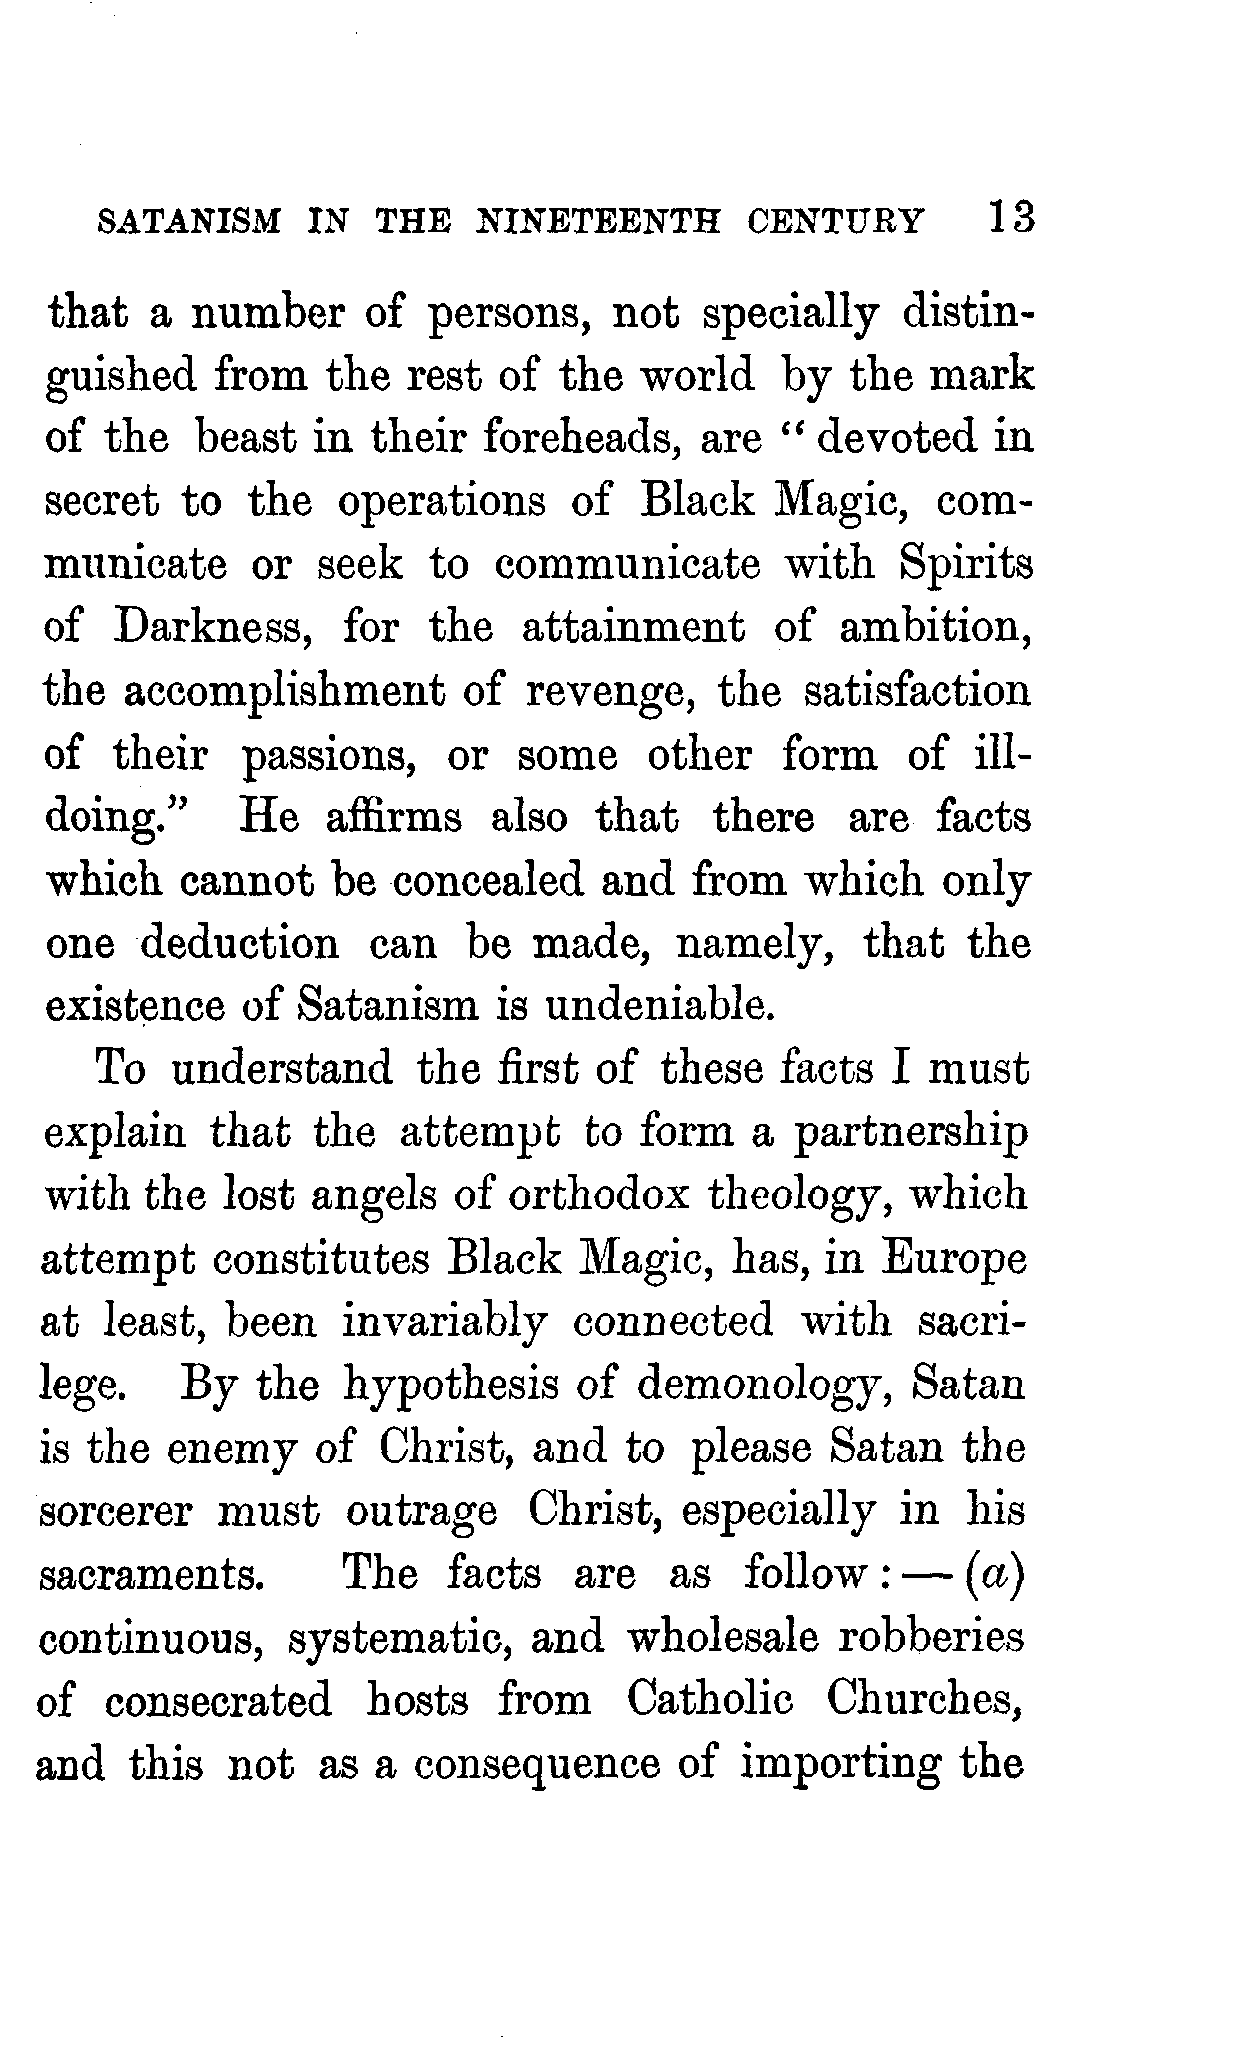 SATANISM IN THE NINETEENTH CENTURY 13
that a number of persons, not specially distin-
guished from the rest of the world by the mark
of the beast in their foreheads, are “ devoted in
secret to the operations of Black Magic, com-
municate or seek to communicate with Spirits
of Darkness, for the attainment of ambition,
the accomplishment of revenge, the satisfaction
of their passions, or some other form of ill-
doing.” He affirms also that there are facts
which cannot be concealed and from which only
one deduction can be made, namely, that the
existence of Satanism is undeniable.
To understand the first of these facts I must
explain that the attempt to form a partnership
with the lost angels of orthodox theology, which
attempt constitutes Black Magic, has, in Europe
at least, been invariably connected with sacri-
lege. By the hypothesis of demonology, Satan
is the enemy of Christ, and to please Satan the
sorcerer must outrage Christ, especially in his
sacraments. The facts are as follow :— (a)
continuous, systematic, and wholesale robberies
of consecrated hosts from Catholic Churches,
and this not as a consequence of importing the